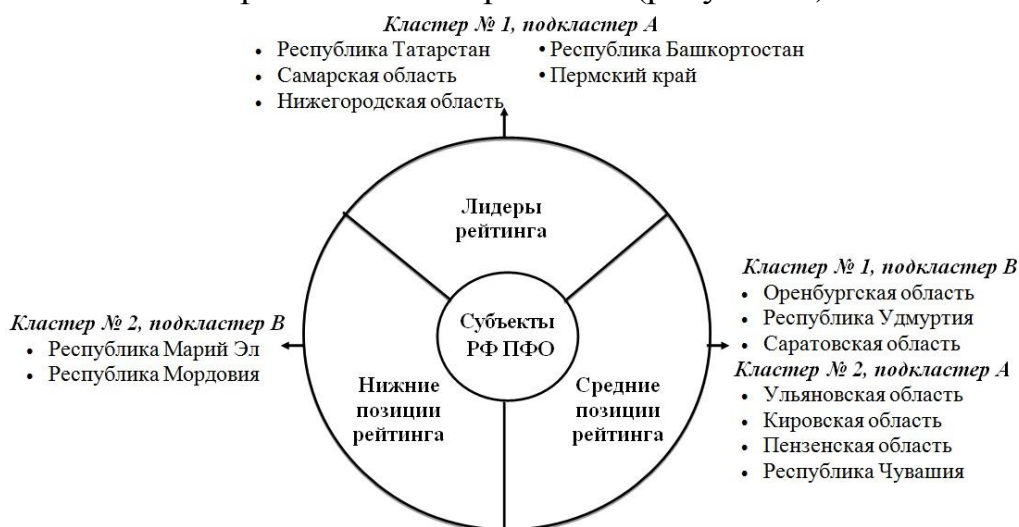 Кластер № 1, подкластер А
• Республика Татарстан • Республика Башкортостан
• Самарская область • Пермский край
• Нижегородская область
Лидеры
рейтинга
Кластер № 1, подкластер В
• Оренбургская область
• Республика Удмуртия
• Саратовская область
Кластер № 2, подкластер А
• Ульяновская область
• Кировская область
• Пензенская область
• Республика Чувашия
Субъекты
РФ ПФО
Кластер № 2, подкластер В
• Республика Марий Эл
• Республика Мордовия
Нижние
позиции
рейтинга
Средние
позиции
рейтинга